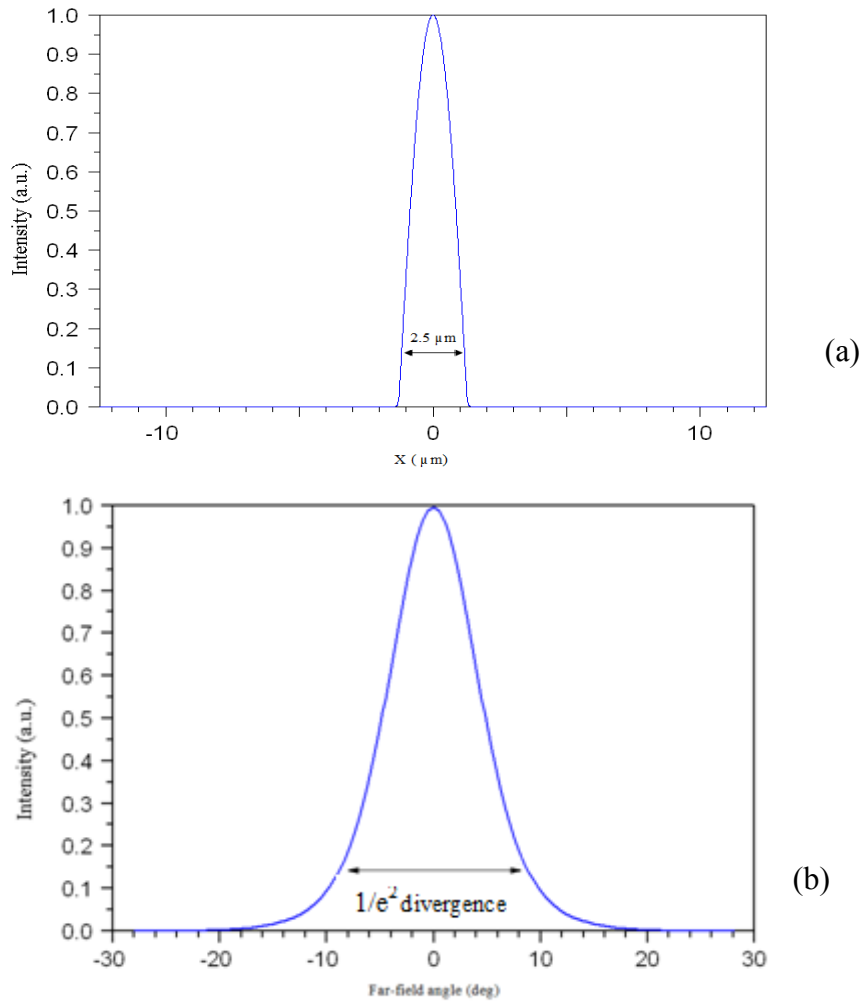 1.0
0.9
0.8
0.7
0.6
0.5
0.4
0.3
0.2
0.1
0.0
Intensity (a.u.)
2.5 µm
-10 0 10
X ( µm)
(a)
1.0
0.9
0.8
0.7
0.6
0.5
0.4
0.3
0.2
0.1
0.0
Intensity (a.u.)
1/e² divergence
-30 -20 -10 0 10 20 30
Far-field angle (deg)
(b)